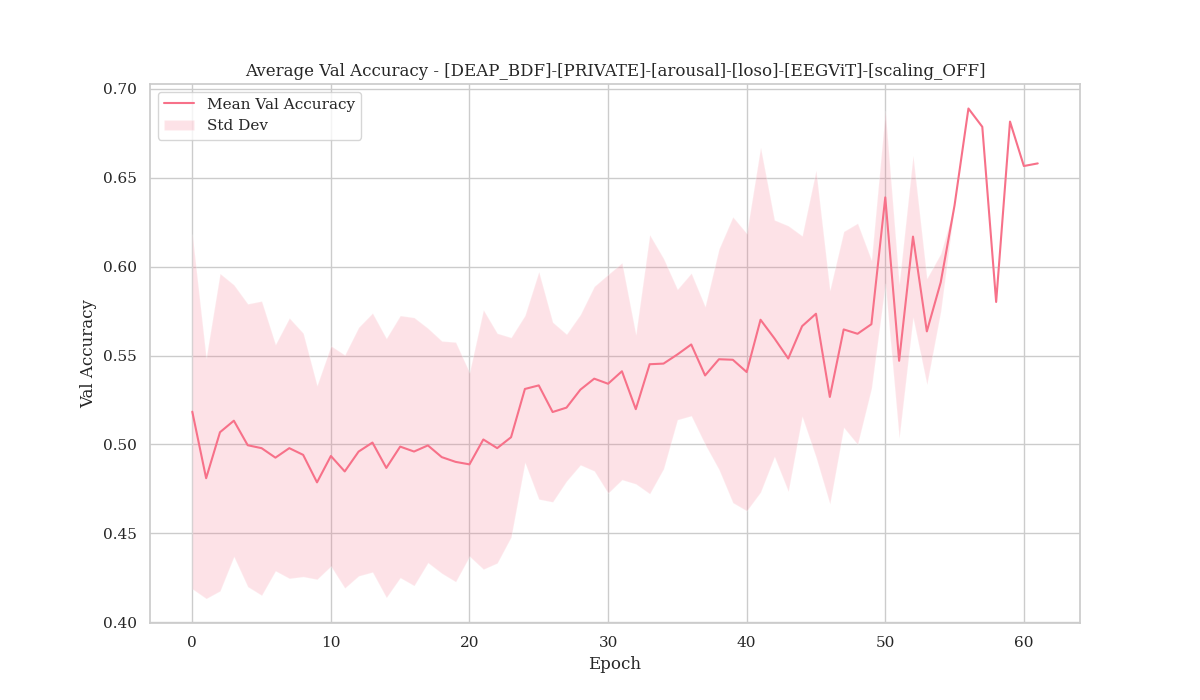 Average Val Accuracy - [DEAP_BDF]-[PRIVATE]-[arousal]-[loso]-[EEGViT]-[scaling_OFF]
Mean Val Accuracy
Std Dev
0.70
0.65
0.60
0.55
0.50
0.45
0.40
Val Accuracy
0 10 20 30 40 50 60
Epoch